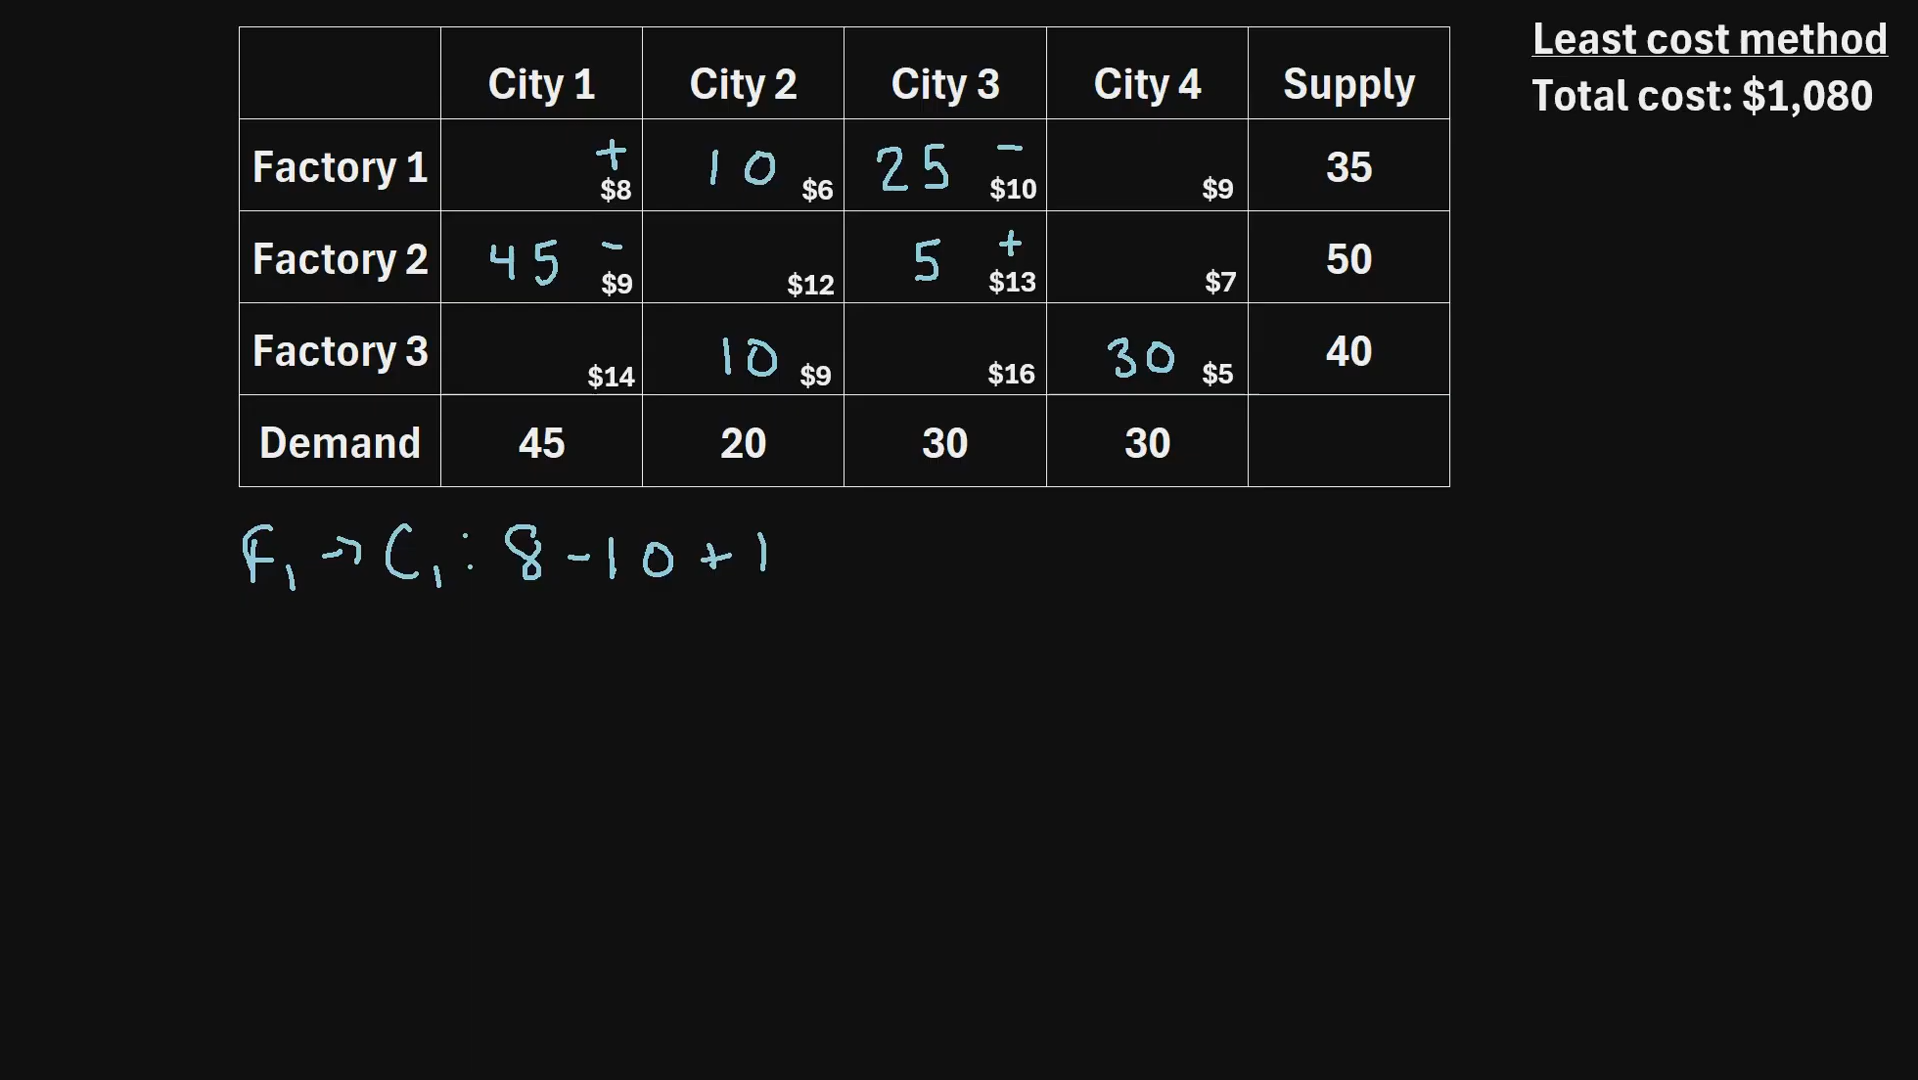 Least cost method
Total cost: $1,080
City 1 City 2 City 3 City 4 Supply
Factory 1 + $8 10 $6 25 - $10 $9 35
Factory 2 45 - $9 $12 5 + $13 $7 50
Factory 3 $14 10 $9 $16 30 $5 40
Demand 45 20 30 30
F₁ → C₁: 8 - 10 + 1